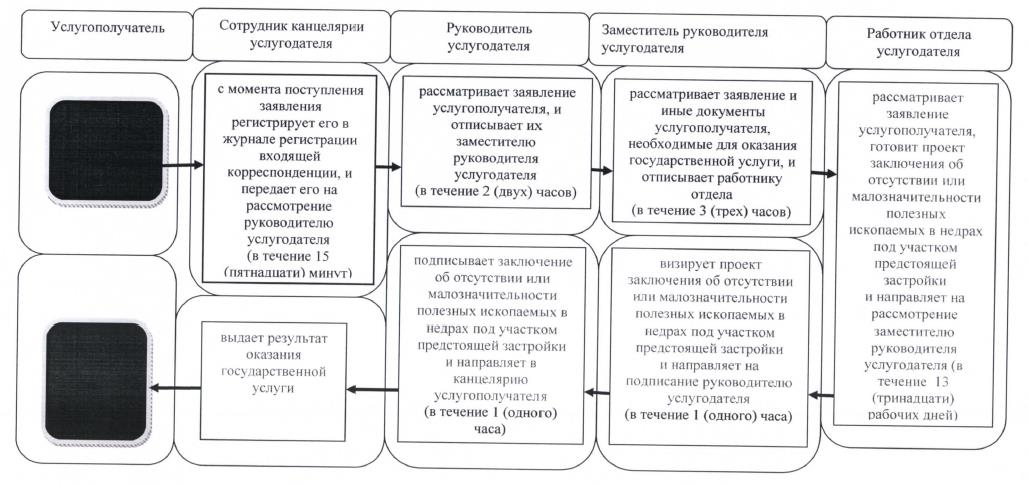 Услугополучатель
Сотрудник канцелярии
услугодателя
Руководитель
услугодателя
Заместитель руководителя
услугодателя
Работник отдела
услугодателя
с момента поступления
заявления
регистрирует его в
журнале регистрации
входящей
корреспонденции, и
передает его на
рассмотрение
руководителю
услугодателя
(в течение 15
(пятнадцати) минут)
рассматривает заявление
услугополучателя, и
отписывает их
заместителю
руководителя
услугодателя
(в течение 2 (двух) часов)
рассматривает заявление и
иные документы
услугополучателя,
необходимые для оказания
государственной услуги, и
отписывает работнику
отдела
(в течение 3 (трех) часов)
рассматривает
заявление
услугополучателя,
готовит проект
заключения об
отсутствии или
малозначительности
полезных
ископаемых в недрах
под участком
предстоящей
застройки
и направляет на
рассмотрение
заместителю
руководителя
услугодателя (в
течение 13
(тринадцати)
рабочих дней)
визирует проект
заключения об отсутствии
или малозначительности
полезных ископаемых в
недрах под участком
предстоящей застройки
и направляет на
подписание руководителю
услугодателя
(в течение 1 (одного) часа)
подписывает заключение
об отсутствии или
малозначительности
полезных ископаемых в
недрах под участком
предстоящей застройки
и направляет в
канцелярию
услугополучателя
(в течение 1 (одного)
часа)
выдает результат
оказания
государственной
услуги